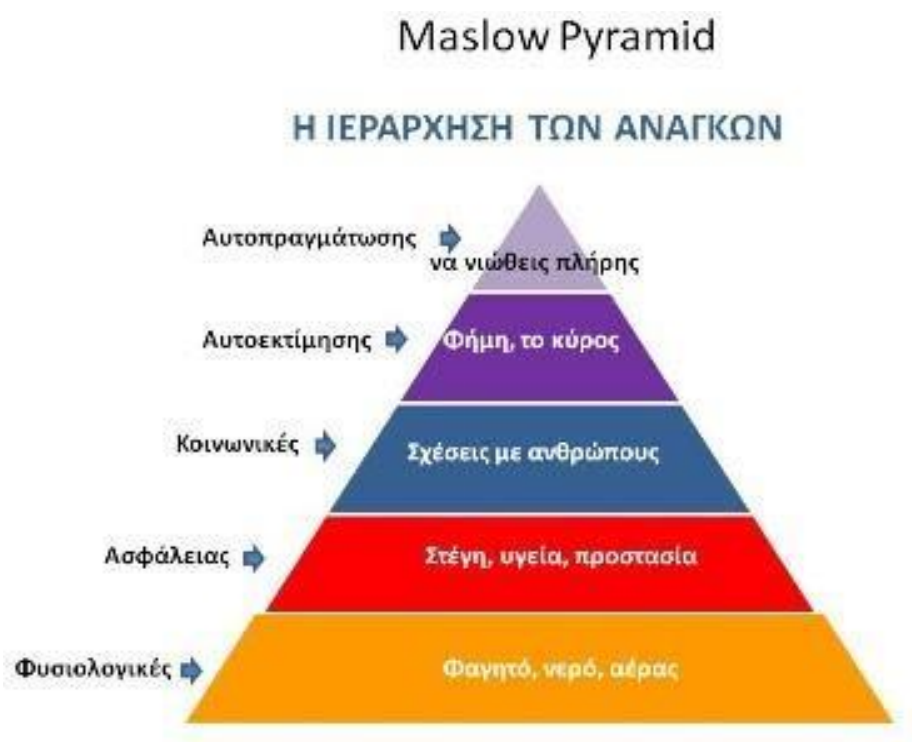 Maslow Pyramid
Η ΙΕΡΑΡΧΗΣΗ ΤΩΝ ΑΝΑΓΚΩΝ
Αυτοπραγμάτωσης
να νιώθεις πλήρης
Αυτοεκτίμησης
Φήμη, το κύρος
Κοινωνικές
Σχέσεις με ανθρώπους
Ασφάλειας
Στέγη, υγεία, προστασία
Φυσιολογικές
Φαγητό, νερό, αέρας